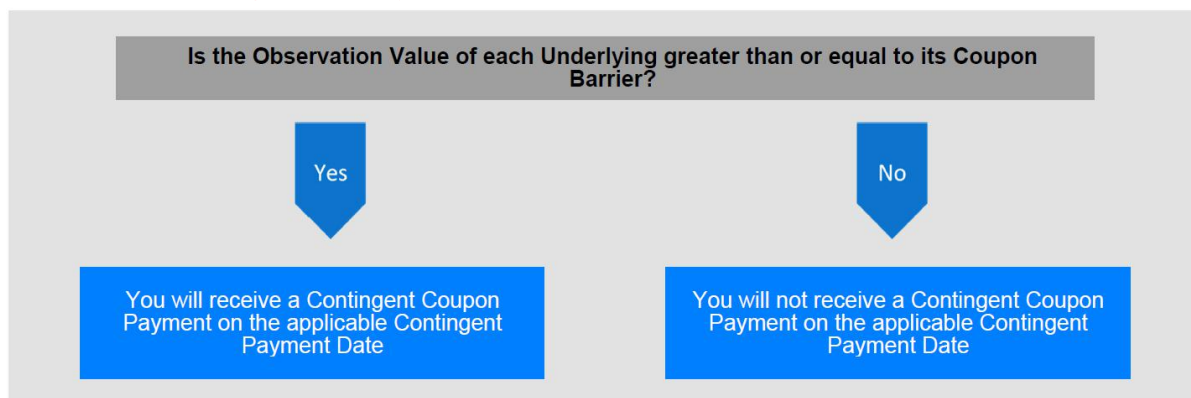 Is the Observation Value of each Underlying greater than or equal to its Coupon
Barrier?
Yes
No
You will receive a Contingent Coupon
Payment on the applicable Contingent
Payment Date
You will not receive a Contingent Coupon
Payment on the applicable Contingent
Payment Date